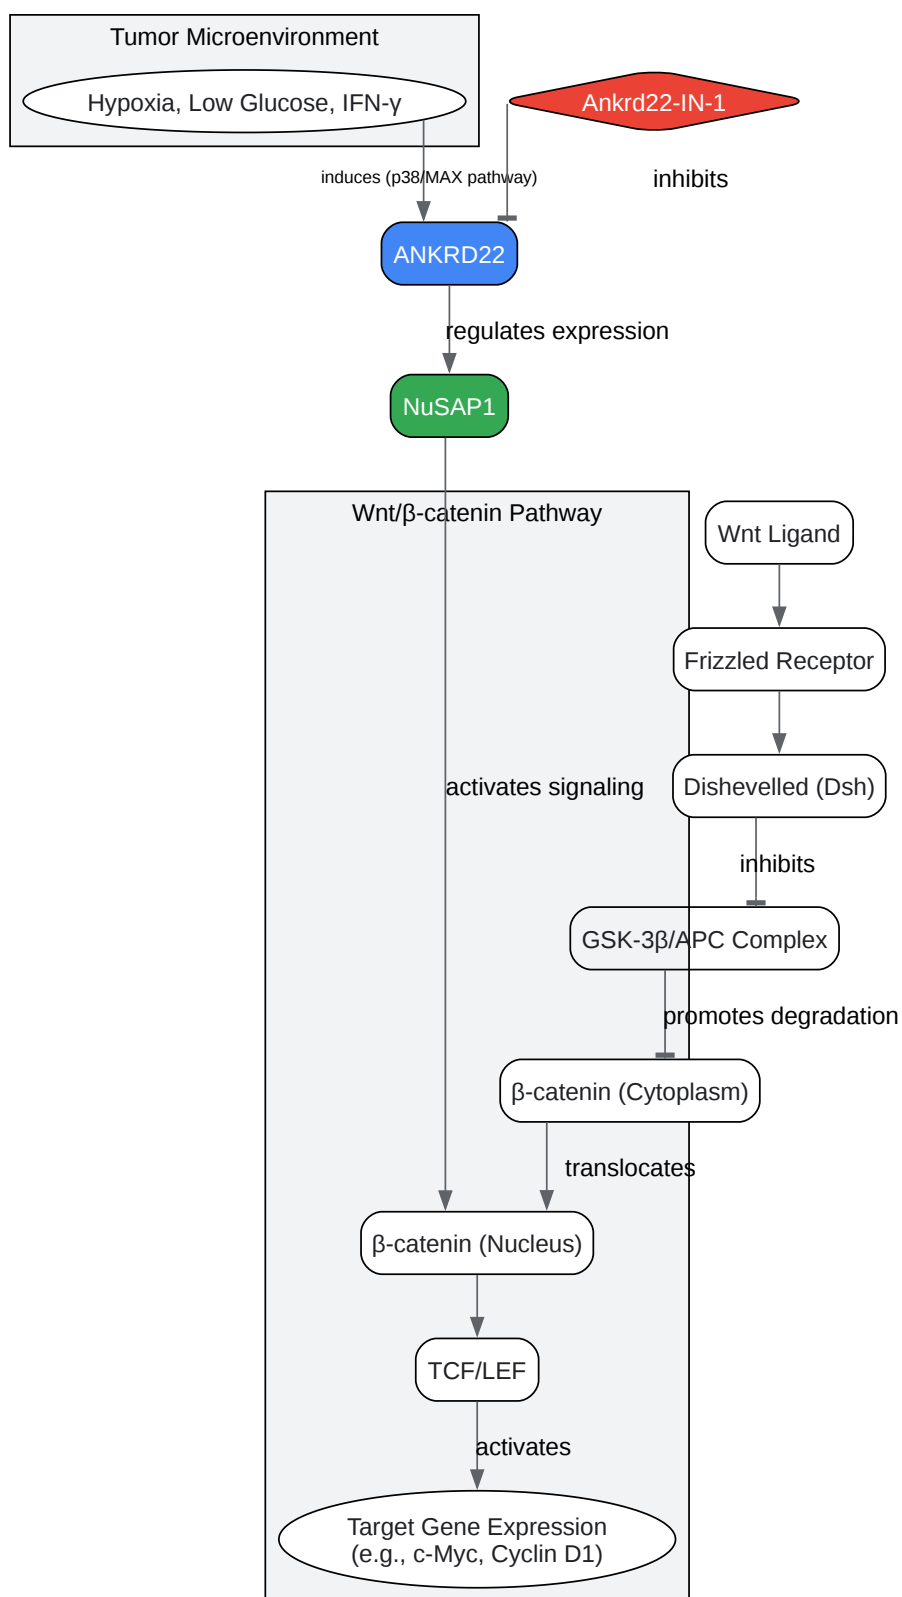 Tumor Microenvironment
Hypoxia, Low Glucose, IFN-γ
Ankrd22-IN-1
induces (p38/MAX pathway)
inhibits
ANKRD22
regulates expression
NuSAP1
Wnt/β-catenin Pathway
Wnt Ligand
Frizzled Receptor
activates signaling
Dishevelled (Dsh)
inhibits
GSK-3β/APC Complex
promotes degradation
β-catenin (Cytoplasm)
translocates
β-catenin (Nucleus)
TCF/LEF
activates
Target Gene Expression
(e.g., c-Myc, Cyclin D1)